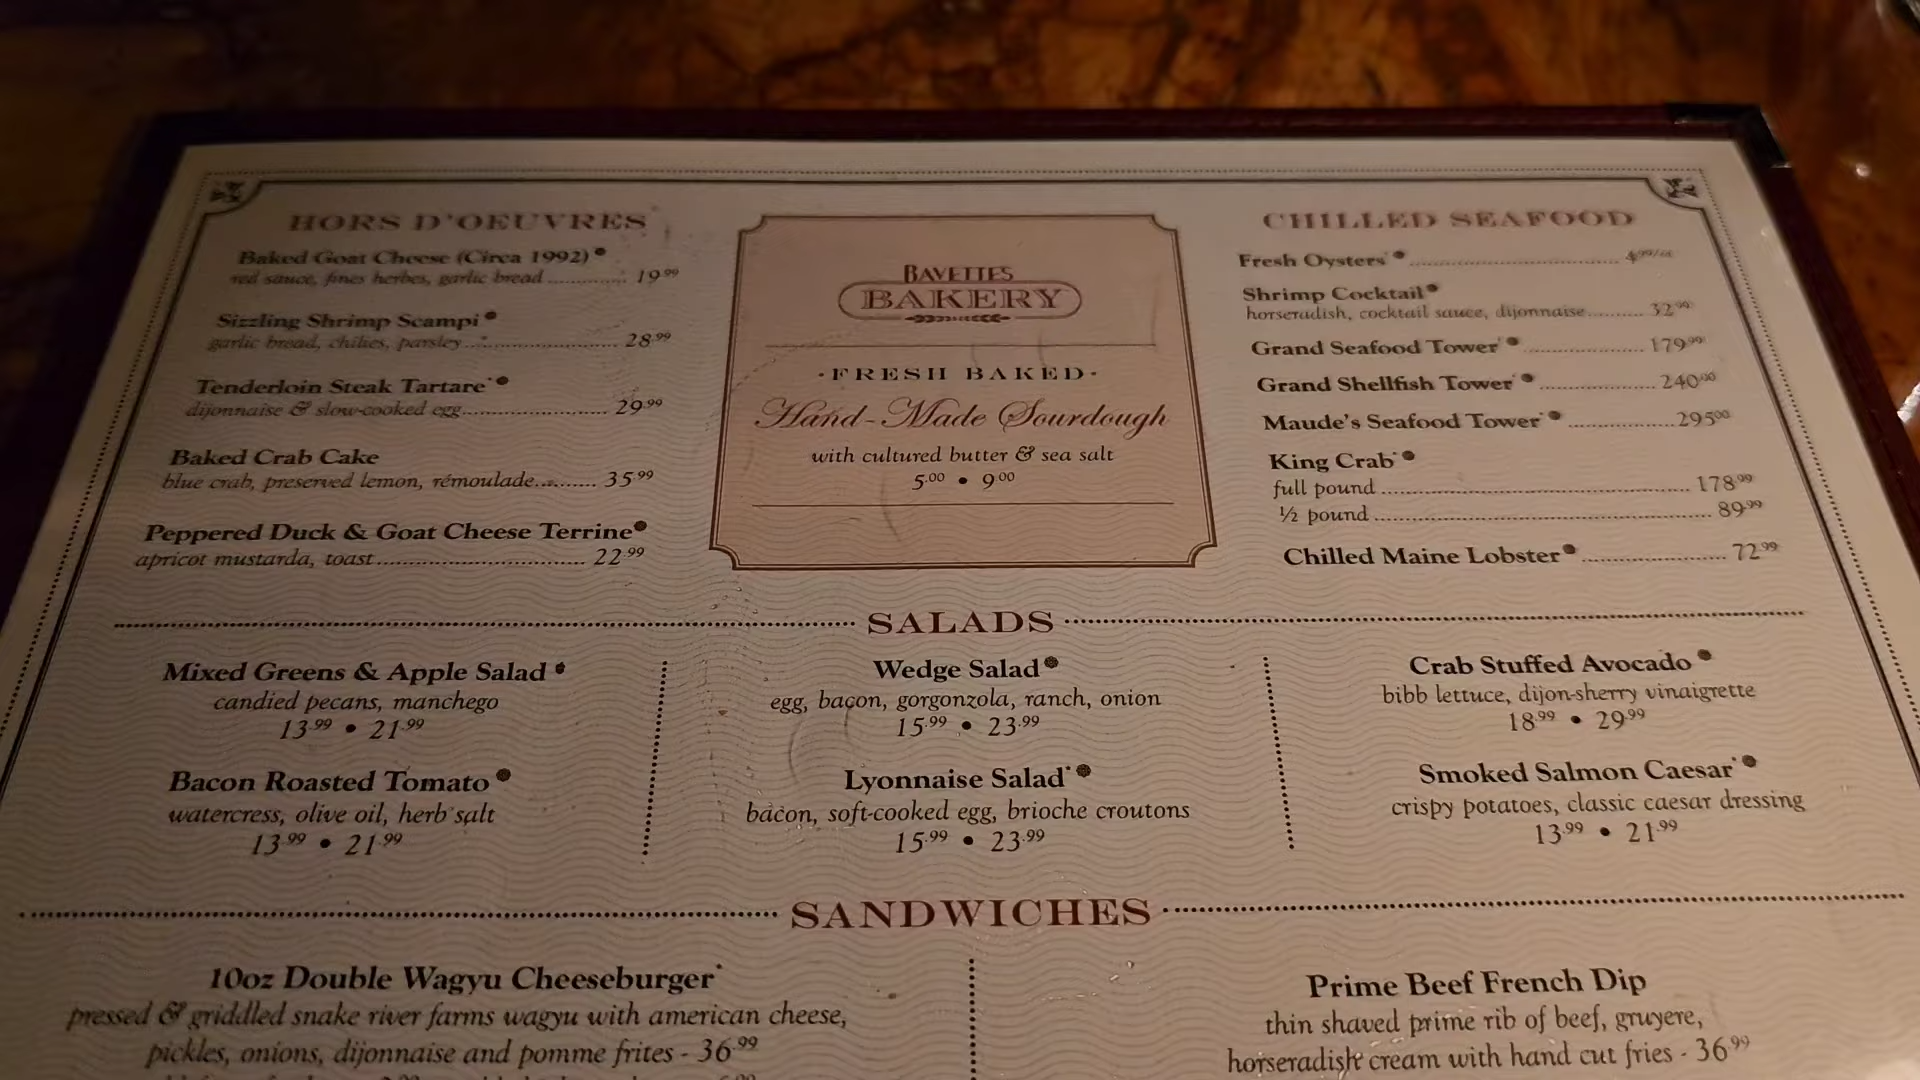 HORS D'OEUVRES
Baked Goat Cheese (Circa 1992)
red sauce, fines herbes, garlic bread ............ 19.99
Sizzling Shrimp Scampi
garlic bread, chilies, parsley ........................ 28.99
Tenderloin Steak Tartare*
dijonnaise & slow-cooked egg ........................ 29.99
Baked Crab Cake
blue crab, preserved lemon, rémoulade .......... 35.99
Peppered Duck & Goat Cheese Terrine
apricot mustarda, toast ................................ 22.99
BAVETTES
BAKERY
·FRESH BAKED·
Hand-Made Sourdough
with cultured butter & sea salt
5.00 • 9.00
CHILLED SEAFOOD
Fresh Oysters* ........................................
Shrimp Cocktail
horseradish, cocktail sauce, dijonnaise .......... 32.99
Grand Seafood Tower* ........................ 179.99
Grand Shellfish Tower* ...................... 240.00
Maude's Seafood Tower* .................... 295.00
King Crab*
full pound ................................................ 178.99
½ pound .................................................... 89.99
Chilled Maine Lobster ........................ 72.99
SALADS
Mixed Greens & Apple Salad
candied pecans, manchego
13.99 • 21.99
Bacon Roasted Tomato
watercress, olive oil, herb salt
13.99 • 21.99
Wedge Salad
egg, bacon, gorgonzola, ranch, onion
15.99 • 23.99
Lyonnaise Salad*
bacon, soft-cooked egg, brioche croutons
15.99 • 23.99
Crab Stuffed Avocado
bibb lettuce, dijon-sherry vinaigrette
18.99 • 29.99
Smoked Salmon Caesar*
crispy potatoes, classic caesar dressing
13.99 • 21.99
SANDWICHES
10oz Double Wagyu Cheeseburger*
pressed & griddled snake river farms wagyu with american cheese,
pickles, onions, dijonnaise and pomme frites - 36.99
Prime Beef French Dip
thin shaved prime rib of beef, gruyere,
horseradish cream with hand cut fries - 36.99